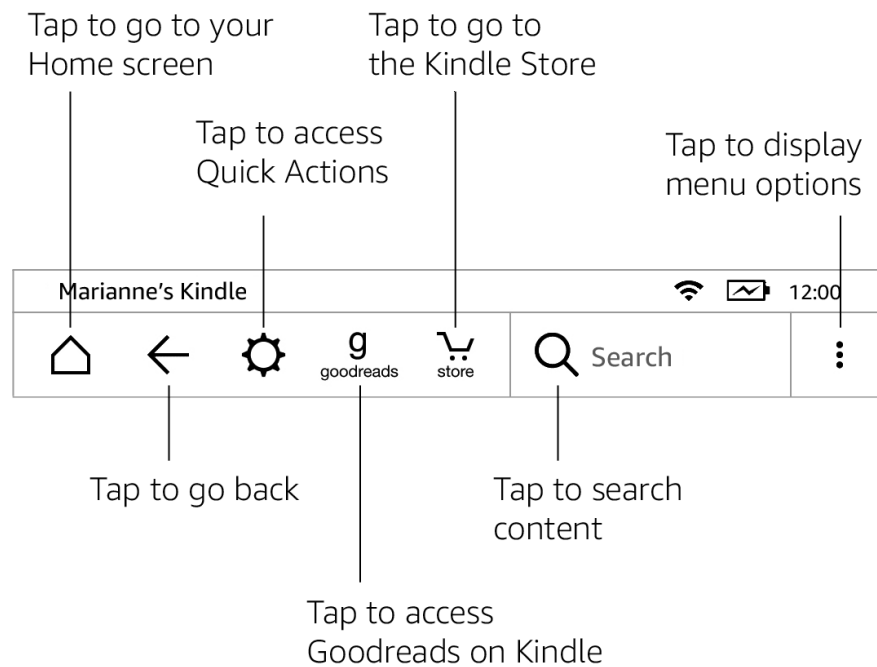 Tap to go to your
Home screen
Tap to go to
the Kindle Store
Tap to access
Quick Actions
Tap to display
menu options
Marianne's Kindle
12:00
g
goodreads
store
Search
Tap to go back
Tap to search
content
Tap to access
Goodreads on Kindle